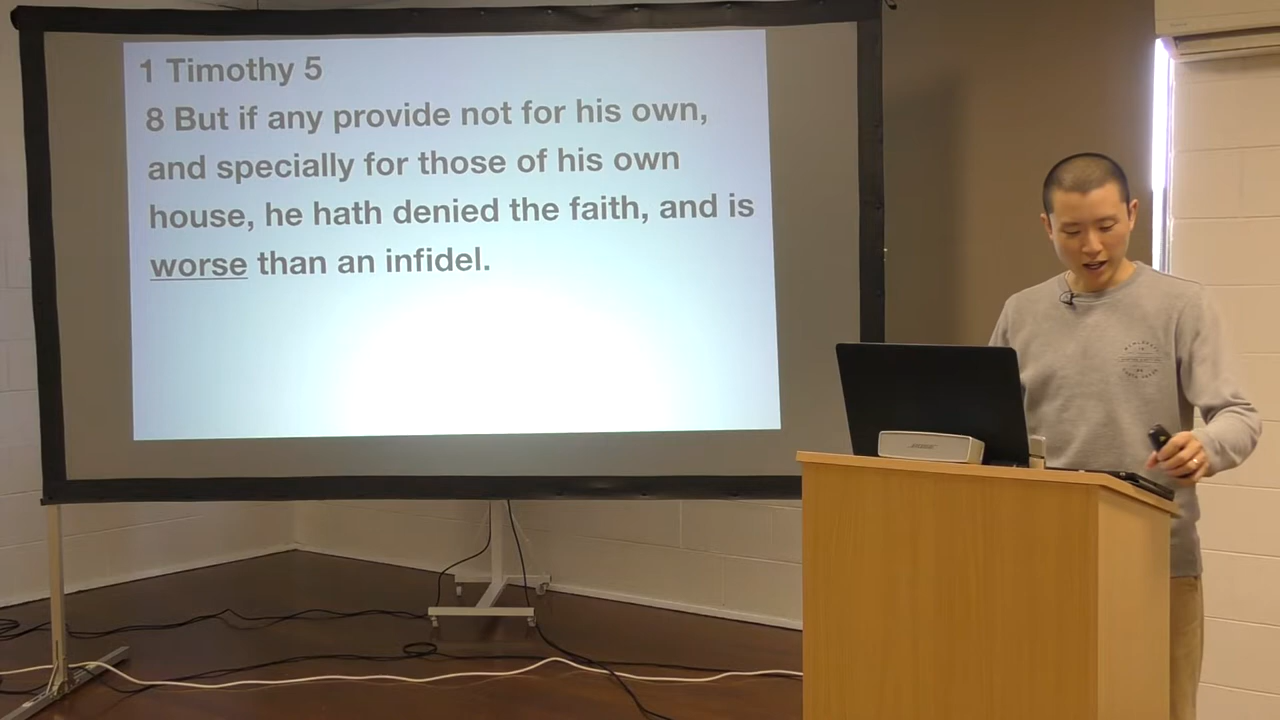 1 Timothy 5
8 But if any provide not for his own,
and specially for those of his own
house, he hath denied the faith, and is
worse than an infidel.